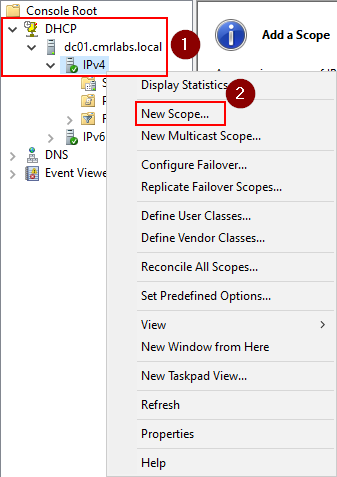 Console Root
DHCP
1
dc01.cmrlabs.local
IPv4
IPv6
DNS
Event Viewe
Add a Scope
Display Statistics
2
New Scope...
New Multicast Scope...
Configure Failover...
Replicate Failover Scopes...
Define User Classes...
Define Vendor Classes...
Reconcile All Scopes...
Set Predefined Options...
View
New Window from Here
New Taskpad View...
Refresh
Properties
Help